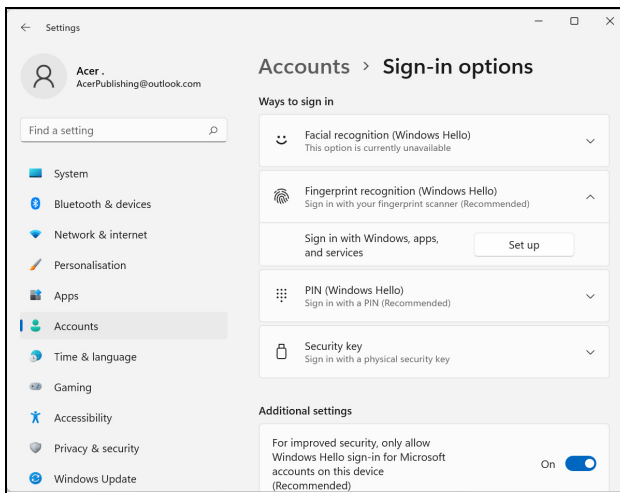 Settings
Acer .
AcerPublishing@outlook.com
Find a setting
System
Bluetooth & devices
Network & internet
Personalisation
Apps
Accounts
Time & language
Gaming
Accessibility
Privacy & security
Windows Update
Accounts > Sign-in options
Ways to sign in
Facial recognition (Windows Hello)
This option is currently unavailable
Fingerprint recognition (Windows Hello)
Sign in with your fingerprint scanner (Recommended)
Sign in with Windows, apps,
and services
Set up
PIN (Windows Hello)
Sign in with a PIN (Recommended)
Security key
Sign in with a physical security key
Additional settings
For improved security, only allow
Windows Hello sign-in for Microsoft
accounts on this device
(Recommended)
On